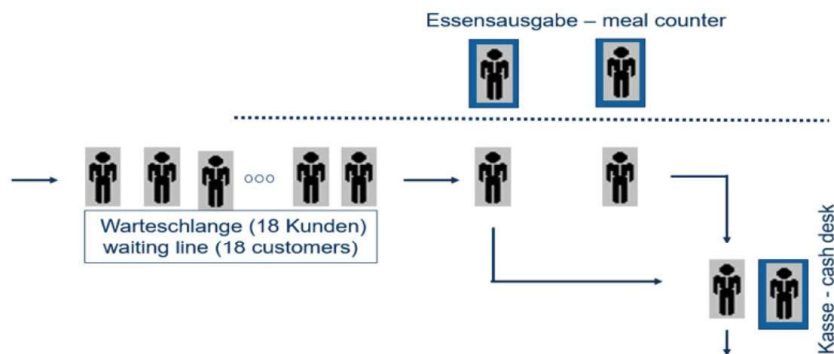 Essensausgabe – meal counter
Warteschlange (18 Kunden)
waiting line (18 customers)
Kasse - cash desk